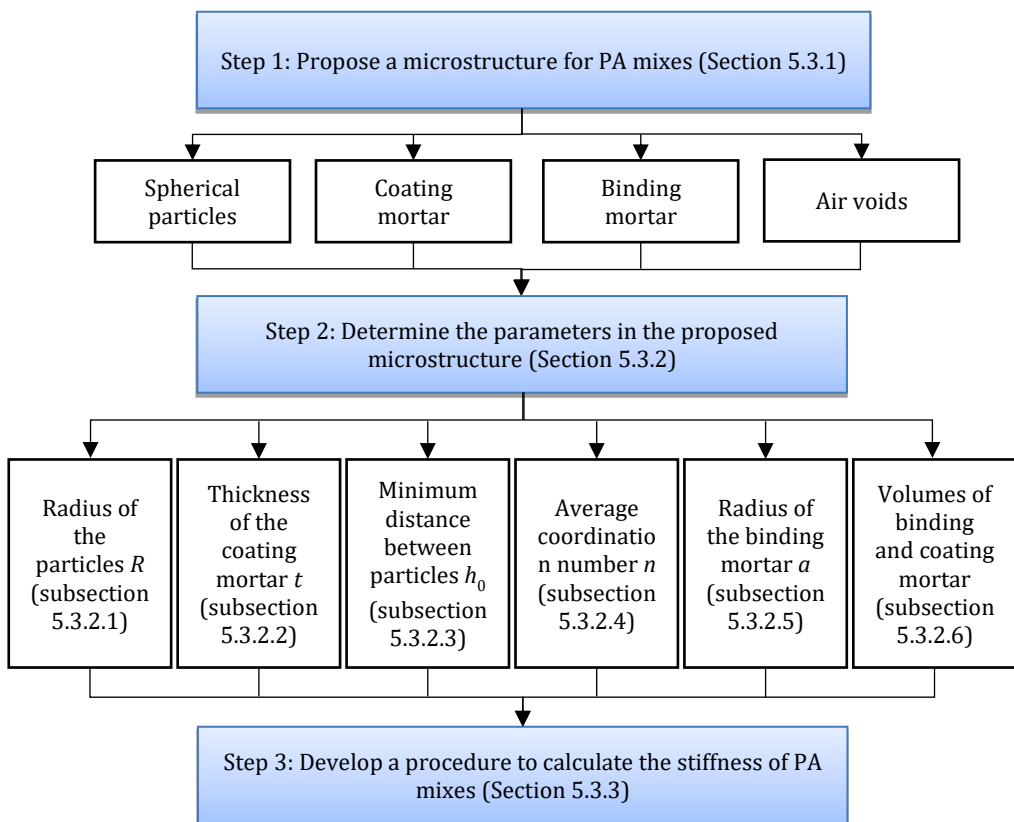 Step 1: Propose a microstructure for PA mixes (Section 5.3.1)
Spherical
particles
Coating
mortar
Binding
mortar
Air voids
Step 2: Determine the parameters in the proposed
microstructure (Section 5.3.2)
Radius of
the
particles R
(subsection
5.3.2.1)
Thickness
of the
coating
mortar t
(subsection
5.3.2.2)
Minimum
distance
between
particles h₀
(subsection
5.3.2.3)
Average
coordinatio
n number n
(subsection
5.3.2.4)
Radius of
the binding
mortar a
(subsection
5.3.2.5)
Volumes of
binding
and coating
mortar
(subsection
5.3.2.6)
Step 3: Develop a procedure to calculate the stiffness of PA
mixes (Section 5.3.3)